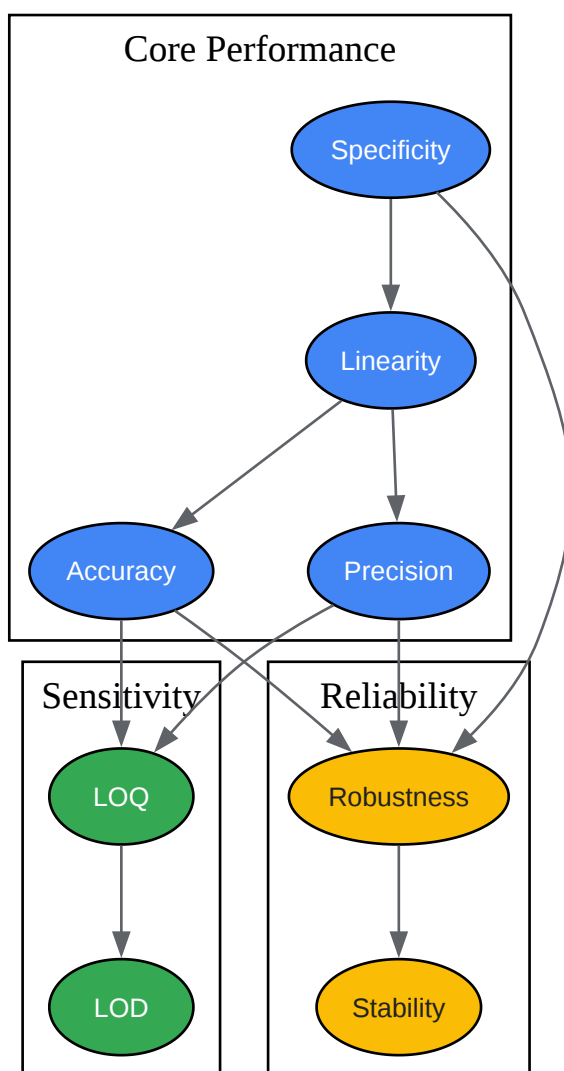 Core Performance
Specificity
Linearity
Accuracy
Precision
Sensitivity
Reliability
LOQ
Robustness
LOD
Stability